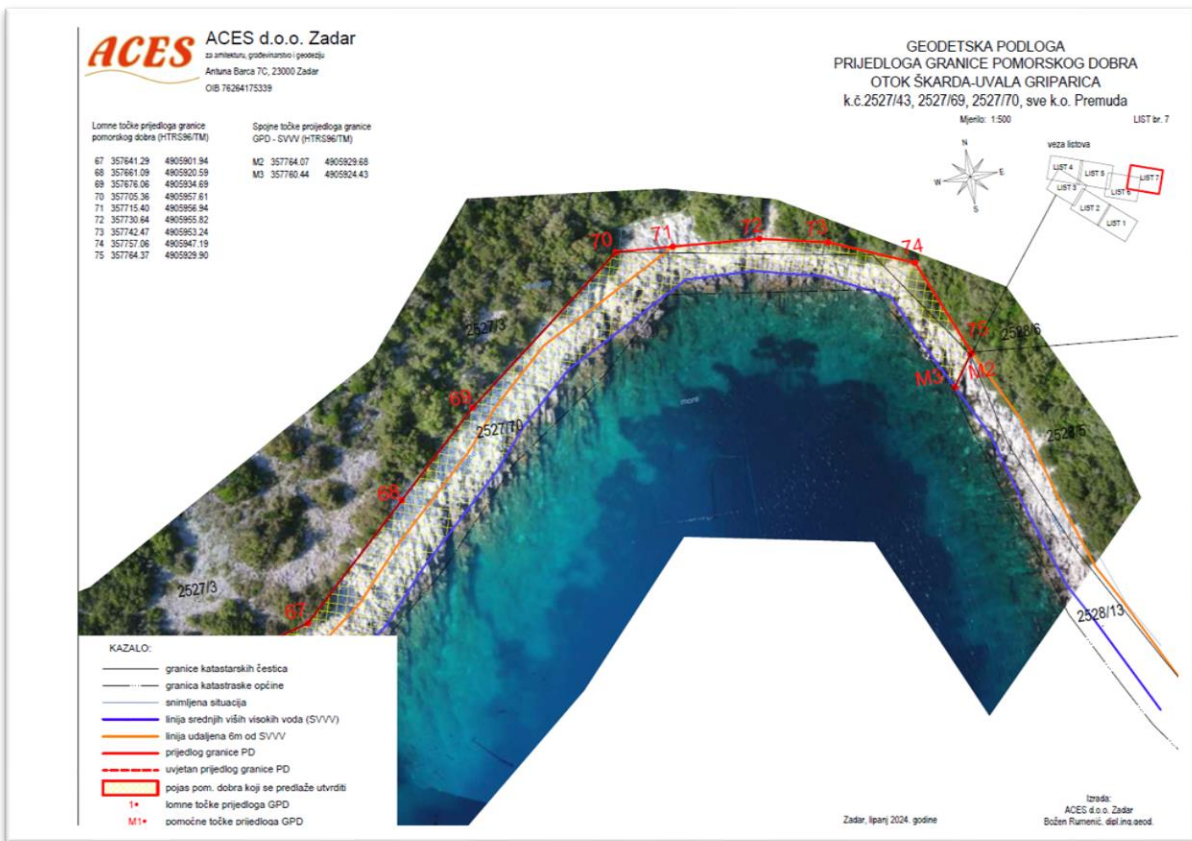 ACES
ACES d.o.o. Zadar
za arhitekturu, građevinarstvo i geodeziju
Antuna Barca 7C, 23000 Zadar
OIB 76264175339
GEODETSKA PODLOGA
PRIJEDLOGA GRANICE POMORSKOG DOBRA
OTOK ŠKARDA-UVALA GRIPARICA
k.č.2527/43, 2527/69, 2527/70, sve k.o. Premuda
Mjerilo: 1:500
LIST br. 7
Lomne točke prijedloga granice
pomorskog dobra (HTRS96/TM)
67 357641.29 4905901.94
68 357661.09 4905920.59
69 357676.06 4905934.69
70 357705.36 4905957.61
71 357715.40 4905956.94
72 357730.64 4905955.82
73 357742.47 4905953.24
74 357757.06 4905947.19
75 357764.37 4905929.90
Spojne točke proijedloga granice
GPD - SVVV (HTRS96/TM)
M2 357764.07 4905929.68
M3 357760.44 4905924.43
N
W
E
S
veza listova
LIST 4
LIST 5
LIST 7
LIST 3
LIST 6
LIST 2
LIST 1
70
71
72
73
74
75
2528/6
2527/3
M3
M2
69
more
2527/70
2528/5
68
2527/3
67
2528/13
KAZALO:
granice katastarskih čestica
granica katastraske općine
snimljena situacija
linija srednjih viših visokih voda (SVVV)
linija udaljena 6m od SVVV
prijedlog granice PD
uvjetan prijedlog granice PD
pojas pom. dobra koji se predlaže utvrditi
1• lomne točke prijedloga GPD
M1• pomoćne točke prijedloga GPD
Zadar, lipanj 2024. godine
Izrada:
ACES d.o.o. Zadar
Božen Rumenić, dipl.ing.geod.